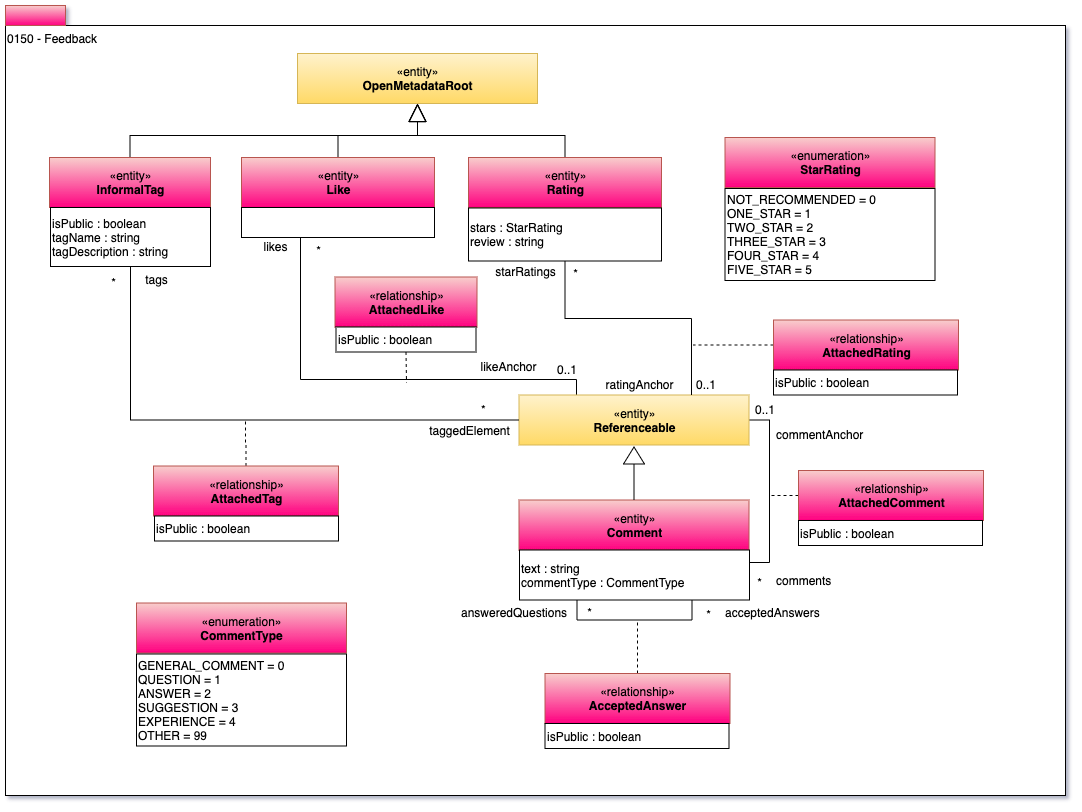 0150 - Feedback
«entity»
OpenMetadataRoot
«entity»
InformalTag
isPublic : boolean
tagName : string
tagDescription : string
«entity»
Like
«entity»
Rating
stars : StarRating
review : string
«enumeration»
StarRating
NOT_RECOMMENDED = 0
ONE_STAR = 1
TWO_STAR = 2
THREE_STAR = 3
FOUR_STAR = 4
FIVE_STAR = 5
likes
*
starRatings
*
*
tags
«relationship»
AttachedLike
isPublic : boolean
«relationship»
AttachedRating
isPublic : boolean
likeAnchor
0..1
ratingAnchor
0..1
*
taggedElement
«entity»
Referenceable
0..1
commentAnchor
«relationship»
AttachedTag
isPublic : boolean
«relationship»
AttachedComment
isPublic : boolean
«entity»
Comment
text : string
commentType : CommentType
*
comments
answeredQuestions
*
*
acceptedAnswers
«enumeration»
CommentType
GENERAL_COMMENT = 0
QUESTION = 1
ANSWER = 2
SUGGESTION = 3
EXPERIENCE = 4
OTHER = 99
«relationship»
AcceptedAnswer
isPublic : boolean